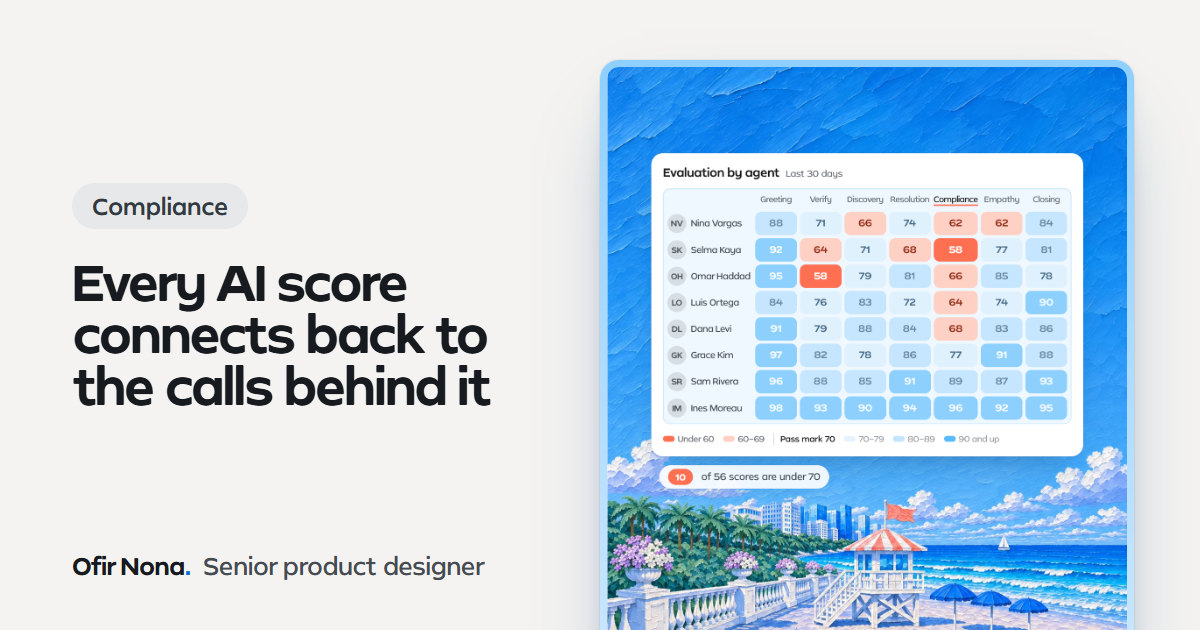 Compliance
Every AI score
connects back to
the calls behind it
Ofir Nona. Senior product designer
Evaluation by agent Last 30 days
Greeting Verify Discovery Resolution Compliance Empathy Closing
NV Nina Vargas 88 71 66 74 62 62 84
SK Selma Kaya 92 64 71 68 58 77 81
OH Omar Haddad 95 58 79 81 66 85 78
LO Luis Ortega 84 76 83 72 64 74 90
DL Dana Levi 91 79 88 84 68 83 86
GK Grace Kim 97 82 78 86 77 91 88
SR Sam Rivera 96 88 85 91 89 87 93
IM Ines Moreau 98 93 90 94 96 92 95
Under 60 60–69 Pass mark 70 70–79 80–89 90 and up
10 of 56 scores are under 70